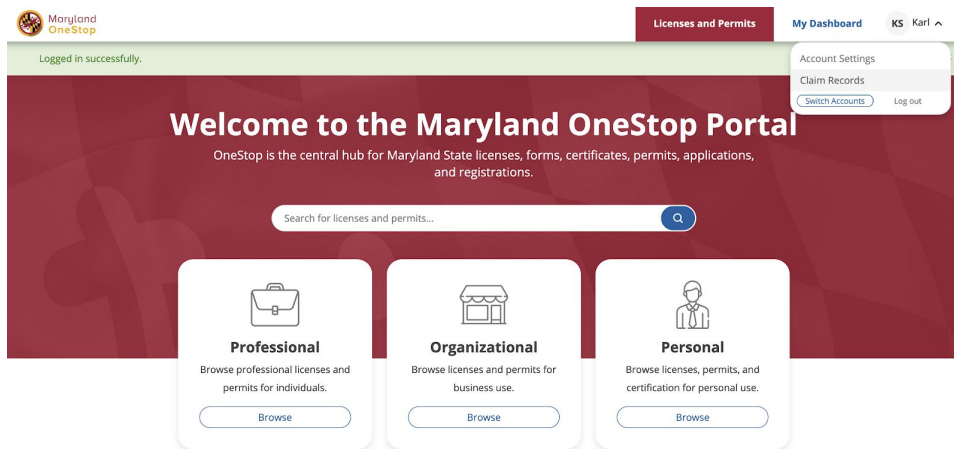 Maryland
OneStop
Licenses and Permits
My Dashboard
KS Karl
Logged in successfully.
Account Settings
Claim Records
Switch Accounts
Log out
Welcome to the Maryland OneStop Portal
OneStop is the central hub for Maryland State licenses, forms, certificates, permits, applications,
and registrations.
Search for licenses and permits...
Professional
Browse professional licenses and
permits for individuals.
Browse
Organizational
Browse licenses and permits for
business use.
Browse
Personal
Browse licenses, permits, and
certification for personal use.
Browse